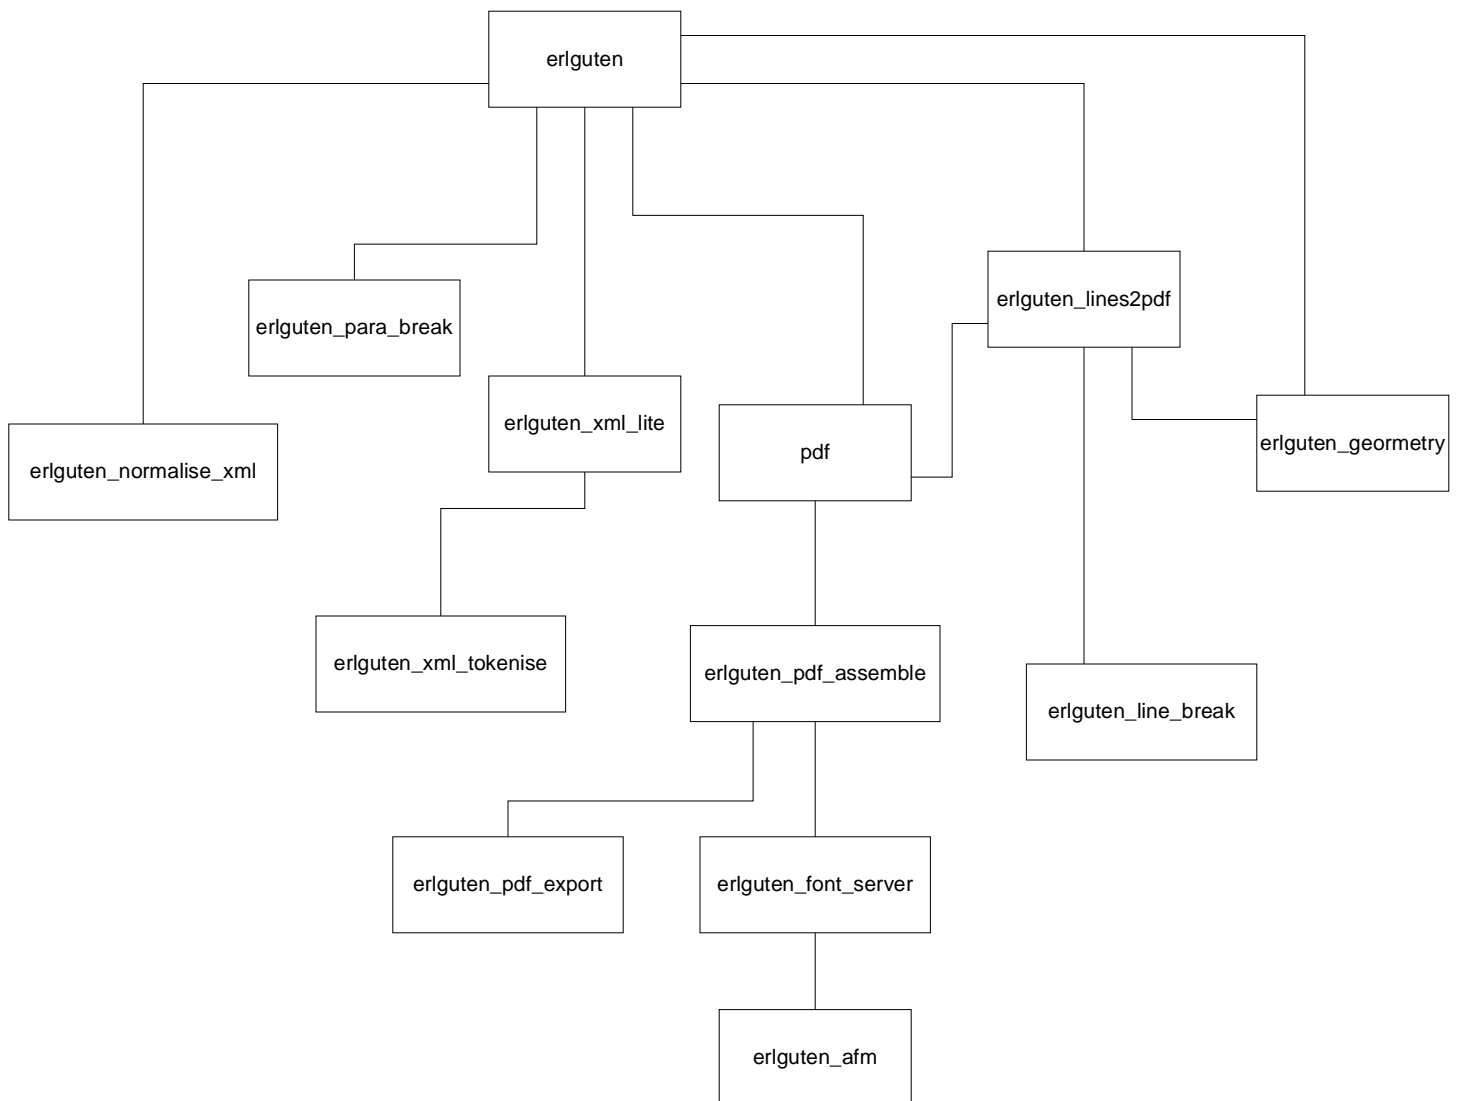 erlguten
erlguten_lines2pdf
erlguten_para_break
erlguten_xml_lite
pdf
erlguten_geormetry
erlguten_normalise_xml
erlguten_xml_tokenise
erlguten_pdf_assemble
erlguten_line_break
erlguten_pdf_export
erlguten_font_server
erlguten_afm